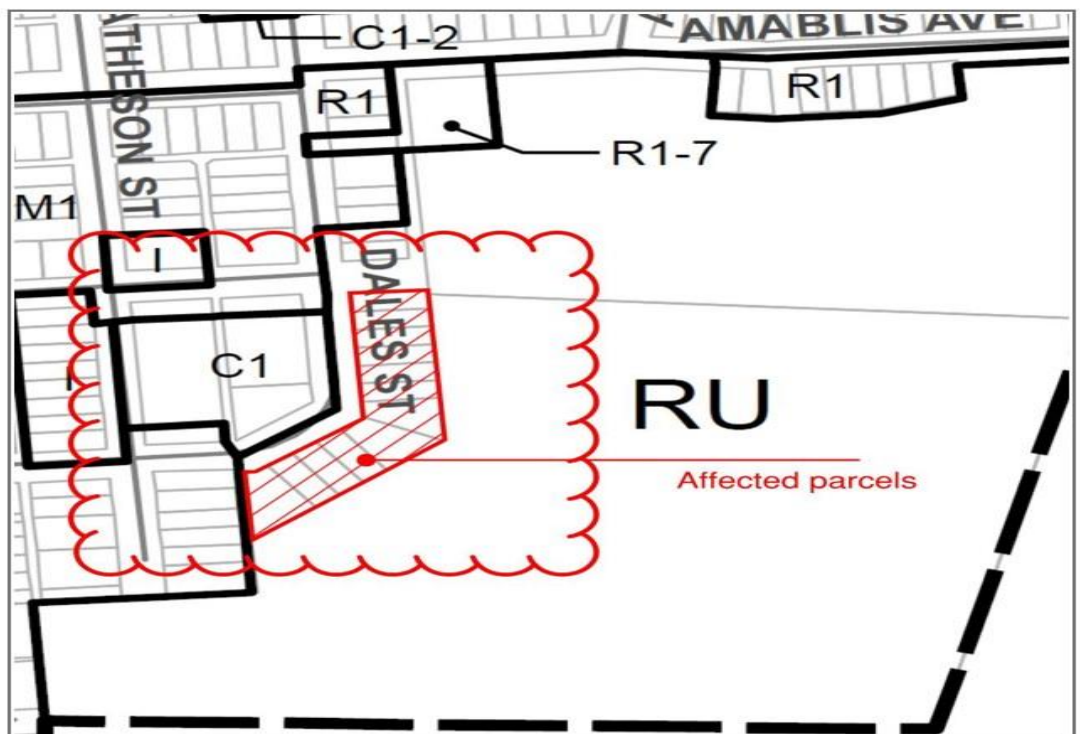 AMABLIS AVE
C1-2
R1
R1
R1-7
ATHESON ST
M1
I
DALES ST
C1
I
RU
Affected parcels